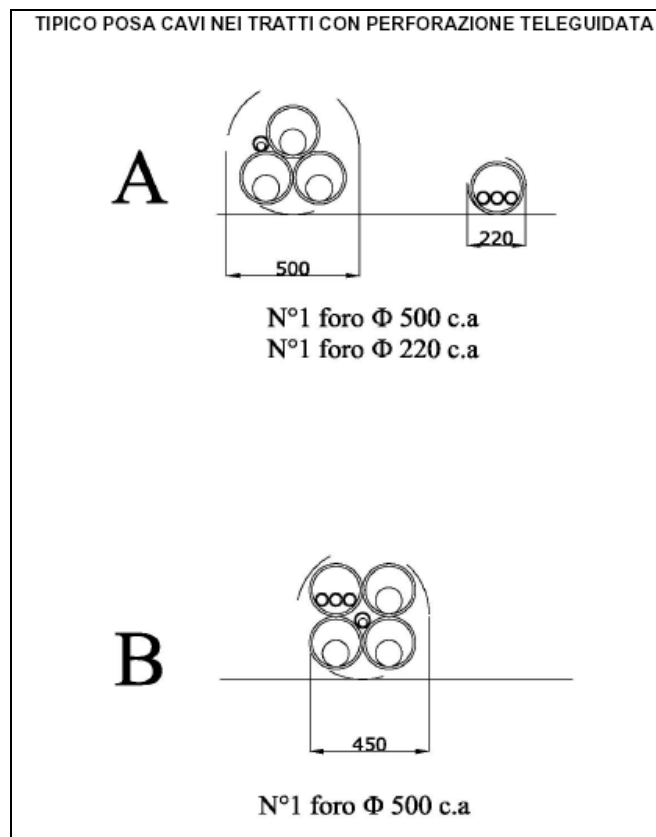 TIPICO POSA CAVI NEI TRATTI CON PERFORAZIONE TELEGUIDATA
A
500
220
N°1 foro Φ 500 c.a
N°1 foro Φ 220 c.a
B
450
N°1 foro Φ 500 c.a